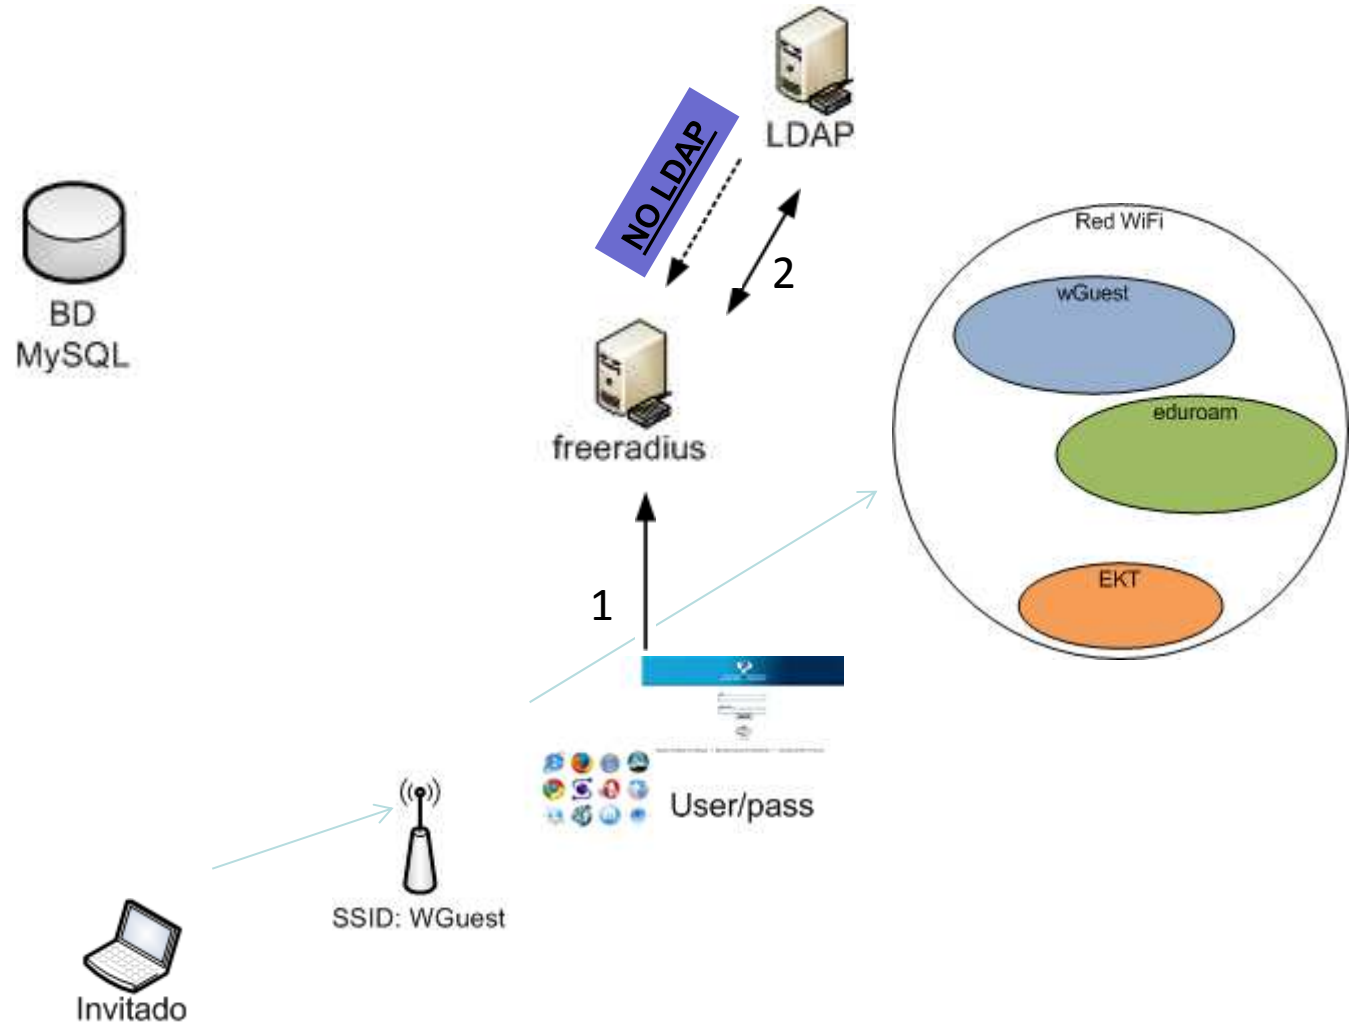 LDAP
NO LDAP
2
BD
MySQL
Red WiFi
wGuest
eduroam
EKT
freeradius
1
User/pass
SSID: WGuest
Invitado